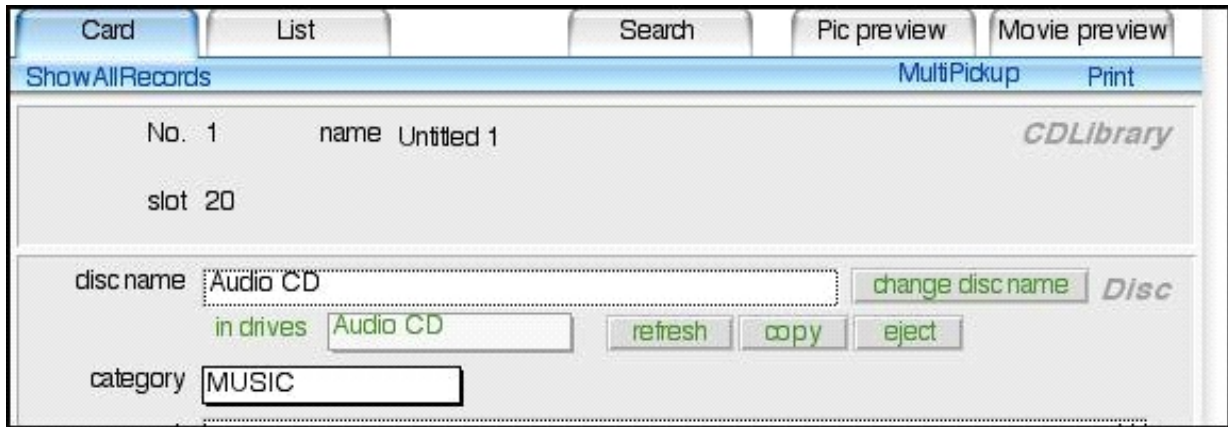 Card List Search Pic preview Movie preview
ShowAllRecords MultiPickup Print
No. 1 name Untitled 1 CDLibrary
slot 20
disc name Audio CD change disc name Disc
in drives Audio CD refresh copy eject
category MUSIC